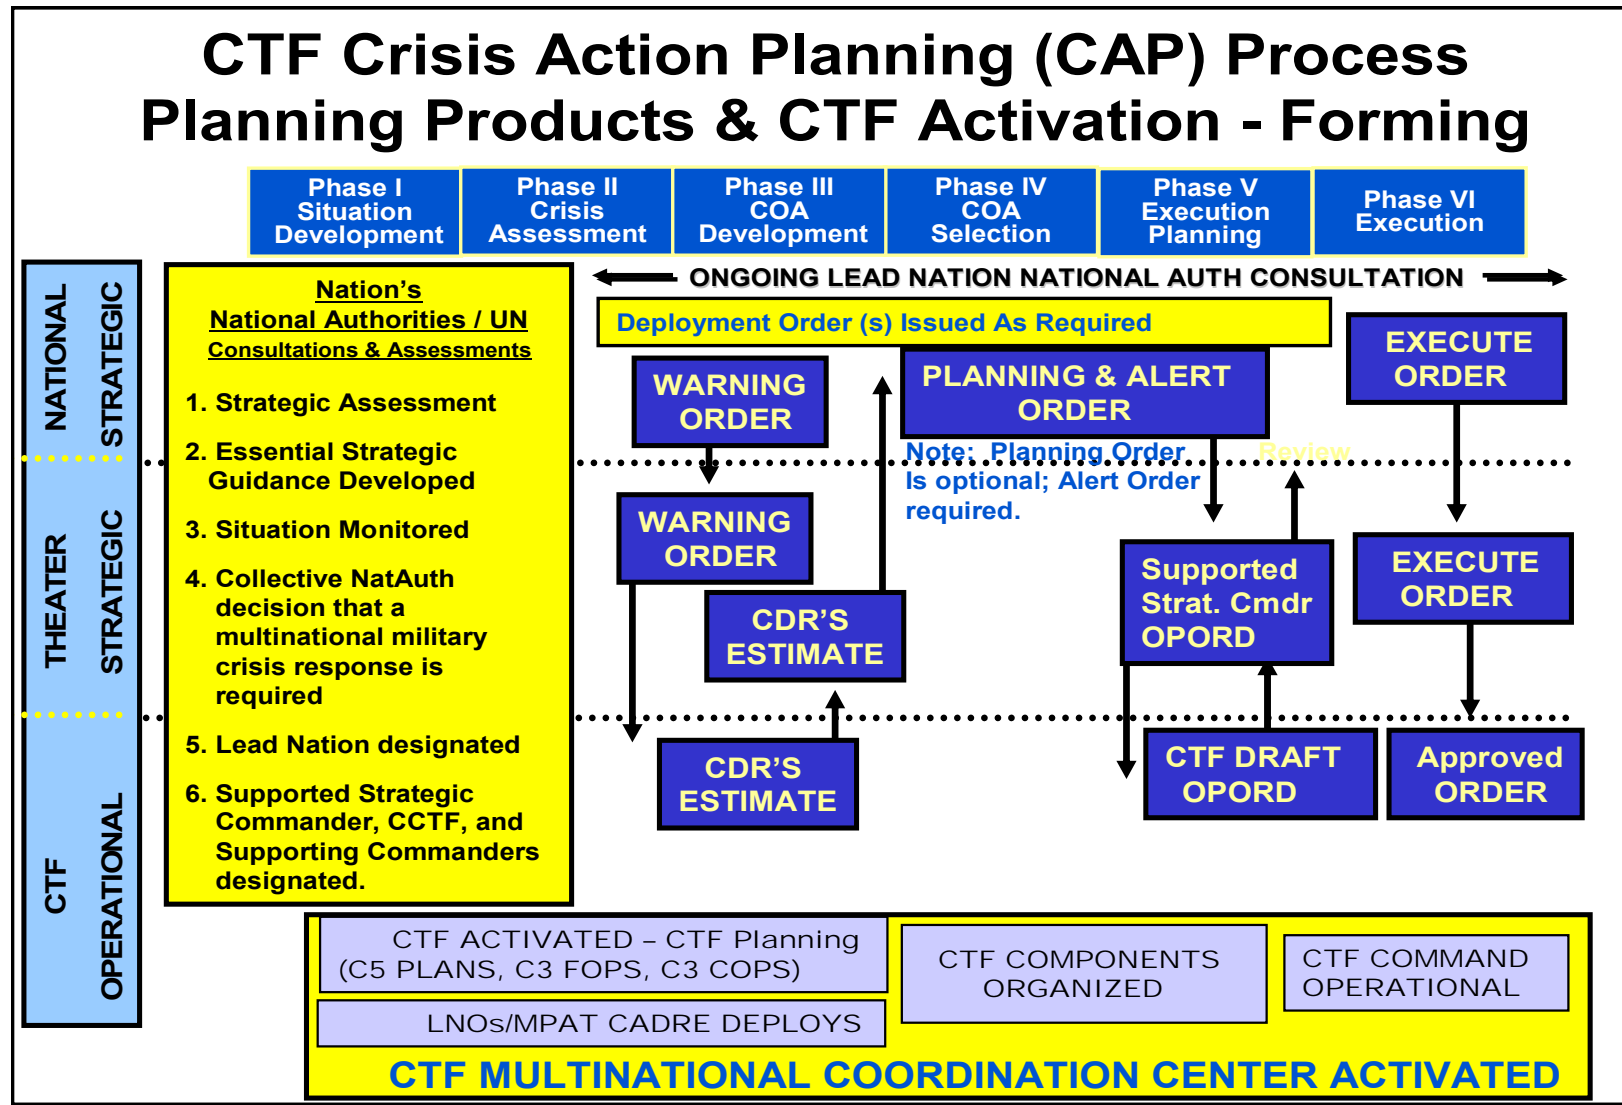 CTF Crisis Action Planning (CAP) Process
Planning Products & CTF Activation - Forming
Phase I
Situation
Development
Phase II
Crisis
Assessment
Phase III
COA
Development
Phase IV
COA
Selection
Phase V
Execution
Planning
Phase VI
Execution
NATIONAL
STRATEGIC
THEATER
STRATEGIC
CTF
OPERATIONAL
Nation's
National Authorities / UN
Consultations & Assessments
1. Strategic Assessment
2. Essential Strategic
Guidance Developed
3. Situation Monitored
4. Collective NatAuth
decision that a
multinational military
crisis response is
required
5. Lead Nation designated
6. Supported Strategic
Commander, CCTF, and
Supporting Commanders
designated.
ONGOING LEAD NATION NATIONAL AUTH CONSULTATION
Deployment Order (s) Issued As Required
WARNING
ORDER
PLANNING & ALERT
ORDER
EXECUTE
ORDER
Note: Planning Order
Is optional; Alert Order
required.
Review
WARNING
ORDER
CDR'S
ESTIMATE
Supported
Strat. Cmdr
OPORD
EXECUTE
ORDER
CDR'S
ESTIMATE
CTF DRAFT
OPORD
Approved
ORDER
CTF ACTIVATED – CTF Planning
(C5 PLANS, C3 FOPS, C3 COPS)
LNOs/MPAT CADRE DEPLOYS
CTF COMPONENTS
ORGANIZED
CTF COMMAND
OPERATIONAL
CTF MULTINATIONAL COORDINATION CENTER ACTIVATED